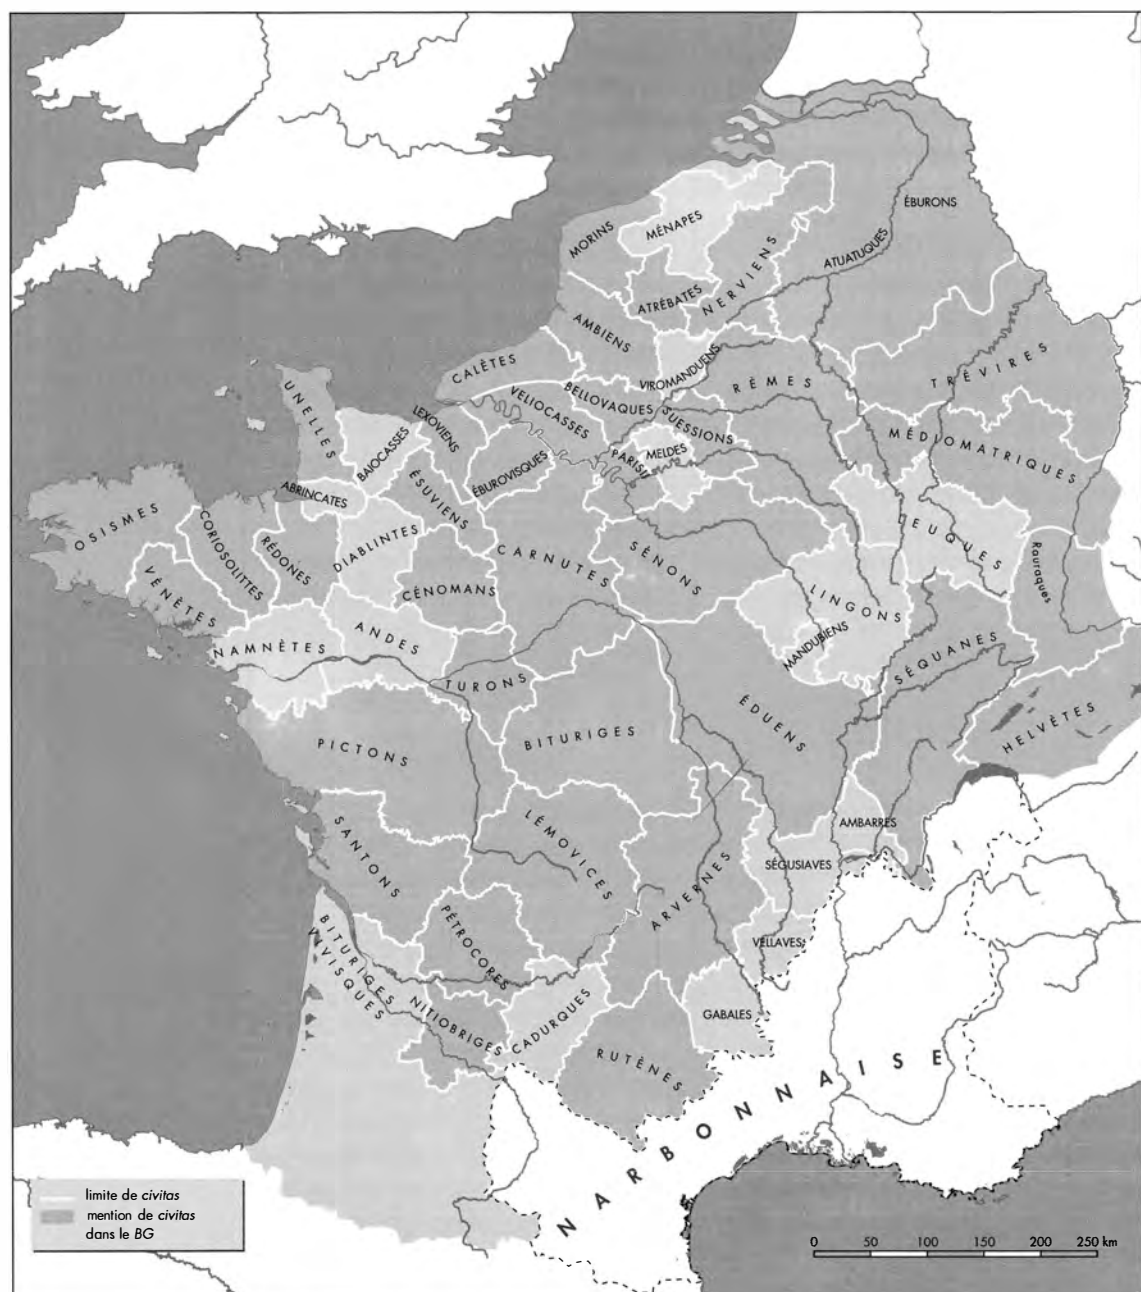 ÉBURONS
MÉNAPES
MORINS
ATUATUQUES
NERVIENS
ATRÉBATES
AMBIENS
VIROMANDUENS
CALÈTES
RÈMES
TRÉVIRES
BELLOVAQUES
VELIOCASSES
SUESSIONS
UNELLES
LEXOVIENS
MÉDIOMATRIQUES
BAIOCASSES
MELDES
PARISII
ÉBUROVISQUES
ABRINCATES
ÉSUVIENS
OSISMES
CORIOSOLITTES
RÉDONES
DIABLINTES
CARNUTES
SÉNONS
LEUQUES
Rauraques
VÉNÈTES
CÉNOMANS
LINGONS
NAMNÈTES
ANDES
MANDUBIENS
SÉQUANES
TURONS
ÉDUENS
HELVÈTES
PICTONS
BITURIGES
AMBARRES
LÉMOVICES
SANTONS
SÉGUSIAVES
ARVERNES
PÉTROCORES
VELLAVES
BITURIGES
VIVISQUES
NITIOBRIGES
CADURQUES
GABALES
RUTÈNES
NARBONNAISE
limite de civitas
mention de civitas
dans le BG
0 50 100 150 200 250 km